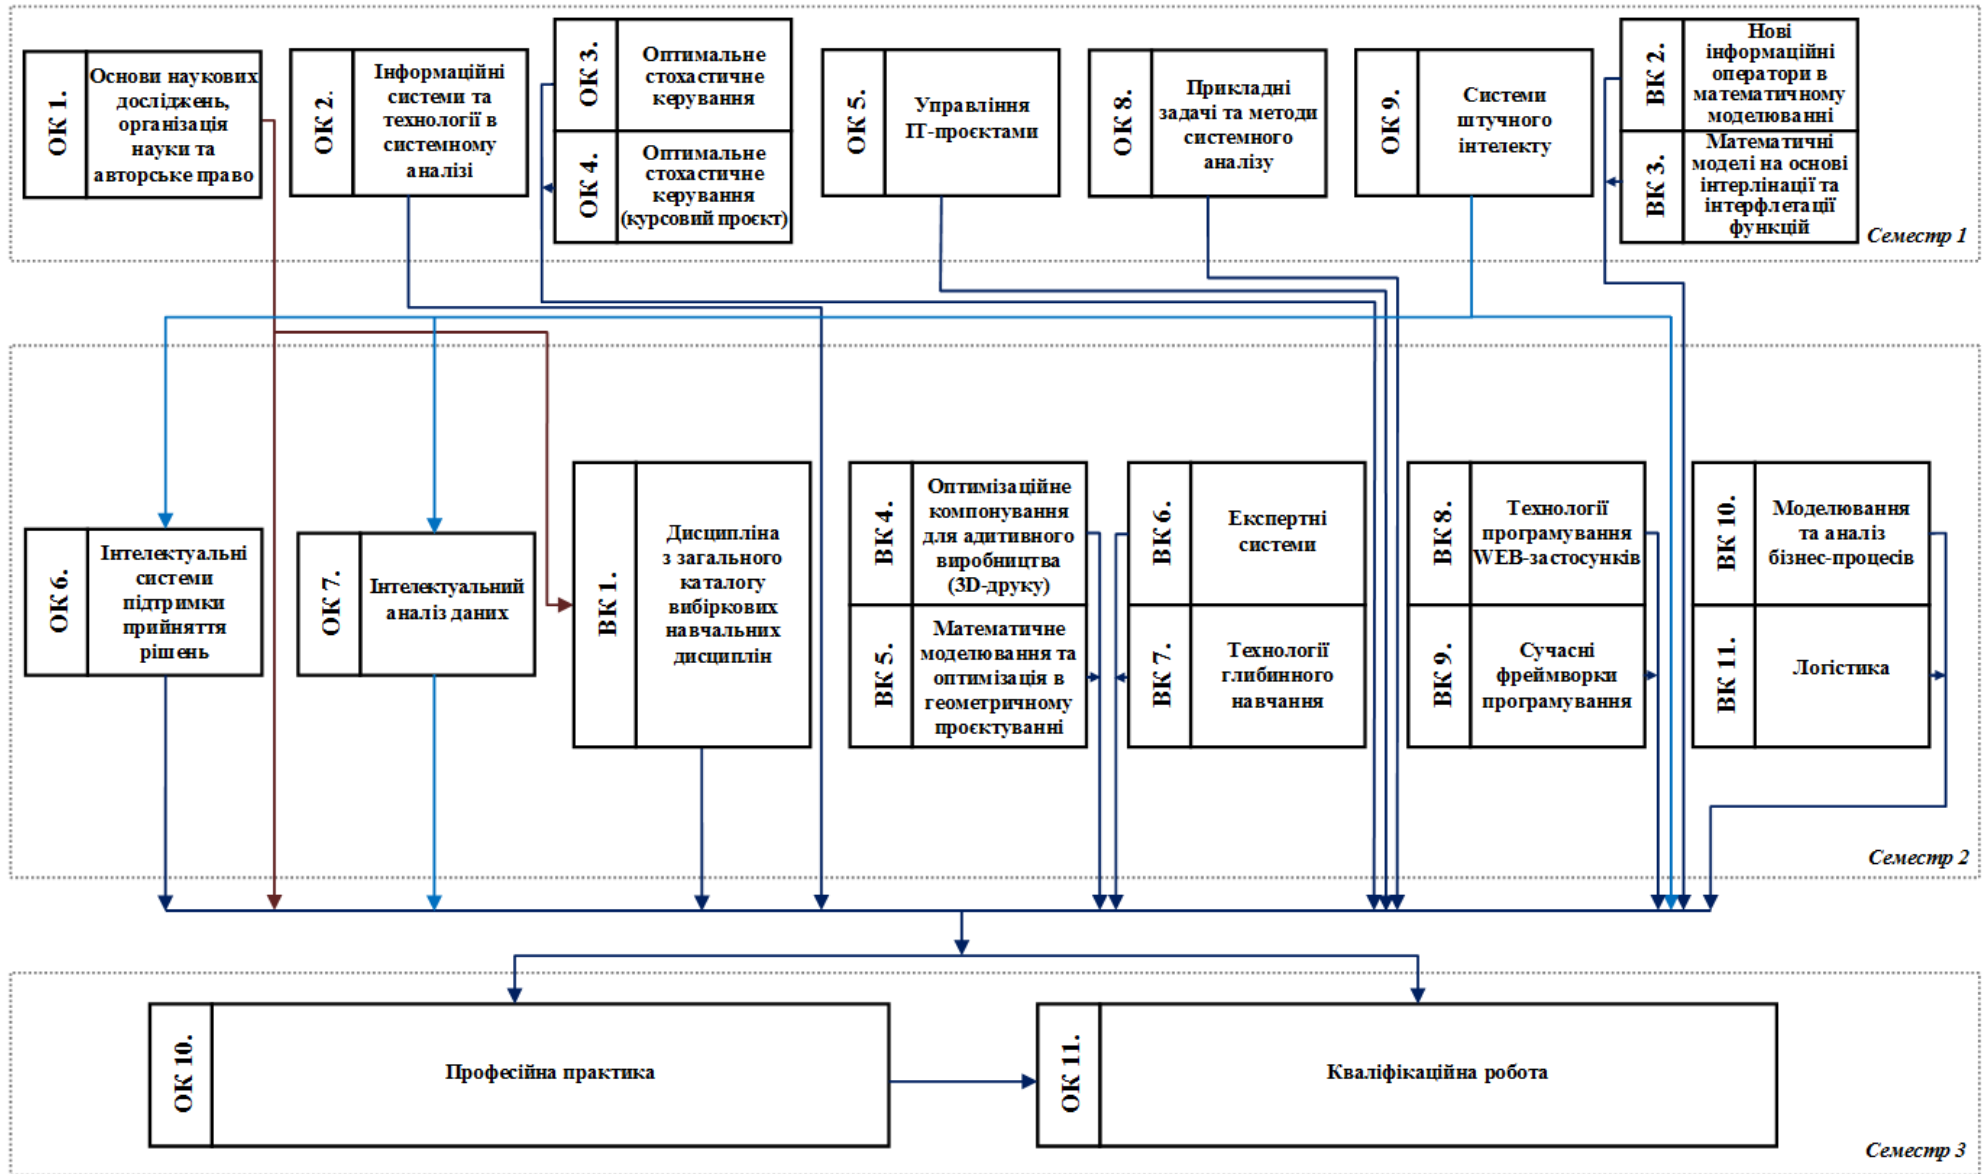 ОК 1.
Основи наукових
досліджень,
організація
науки та
авторське право
ОК 2.
Інформаційні
системи та
технології в
системному
аналізі
ОК 3.
Оптимальне
стохастичне
керування
ОК 4.
Оптимальне
стохастичне
керування
(курсовий проєкт)
ОК 5.
Управління
ІТ-проєктами
ОК 8.
Прикладні
задачі та методи
системного
аналізу
ОК 9.
Системи
штучного
інтелекту
ВК 2.
Нові
інформаційні
оператори в
математичному
моделюванні
ВК 3.
Математичні
моделі на основі
інтерлінації та
інтерфлетації
функцій
Семестр 1
ОК 6.
Інтелектуальні
системи
підтримки
прийняття
рішень
ОК 7.
Інтелектуальний
аналіз даних
ВК 1.
Дисципліна
з загального
каталогу
вибіркових
навчальних
дисциплін
ВК 4.
Оптимізаційне
компонування
для адитивного
виробництва
(3D-друку)
ВК 5.
Математичне
моделювання та
оптимізація в
геометричному
проєктуванні
ВК 6.
Експертні
системи
ВК 7.
Технології
глибинного
навчання
ВК 8.
Технології
програмування
WEB-застосунків
ВК 9.
Сучасні
фреймворки
програмування
ВК 10.
Моделювання
та аналіз
бізнес-процесів
ВК 11.
Логістика
Семестр 2
ОК 10.
Професійна практика
ОК 11.
Кваліфікаційна робота
Семестр 3